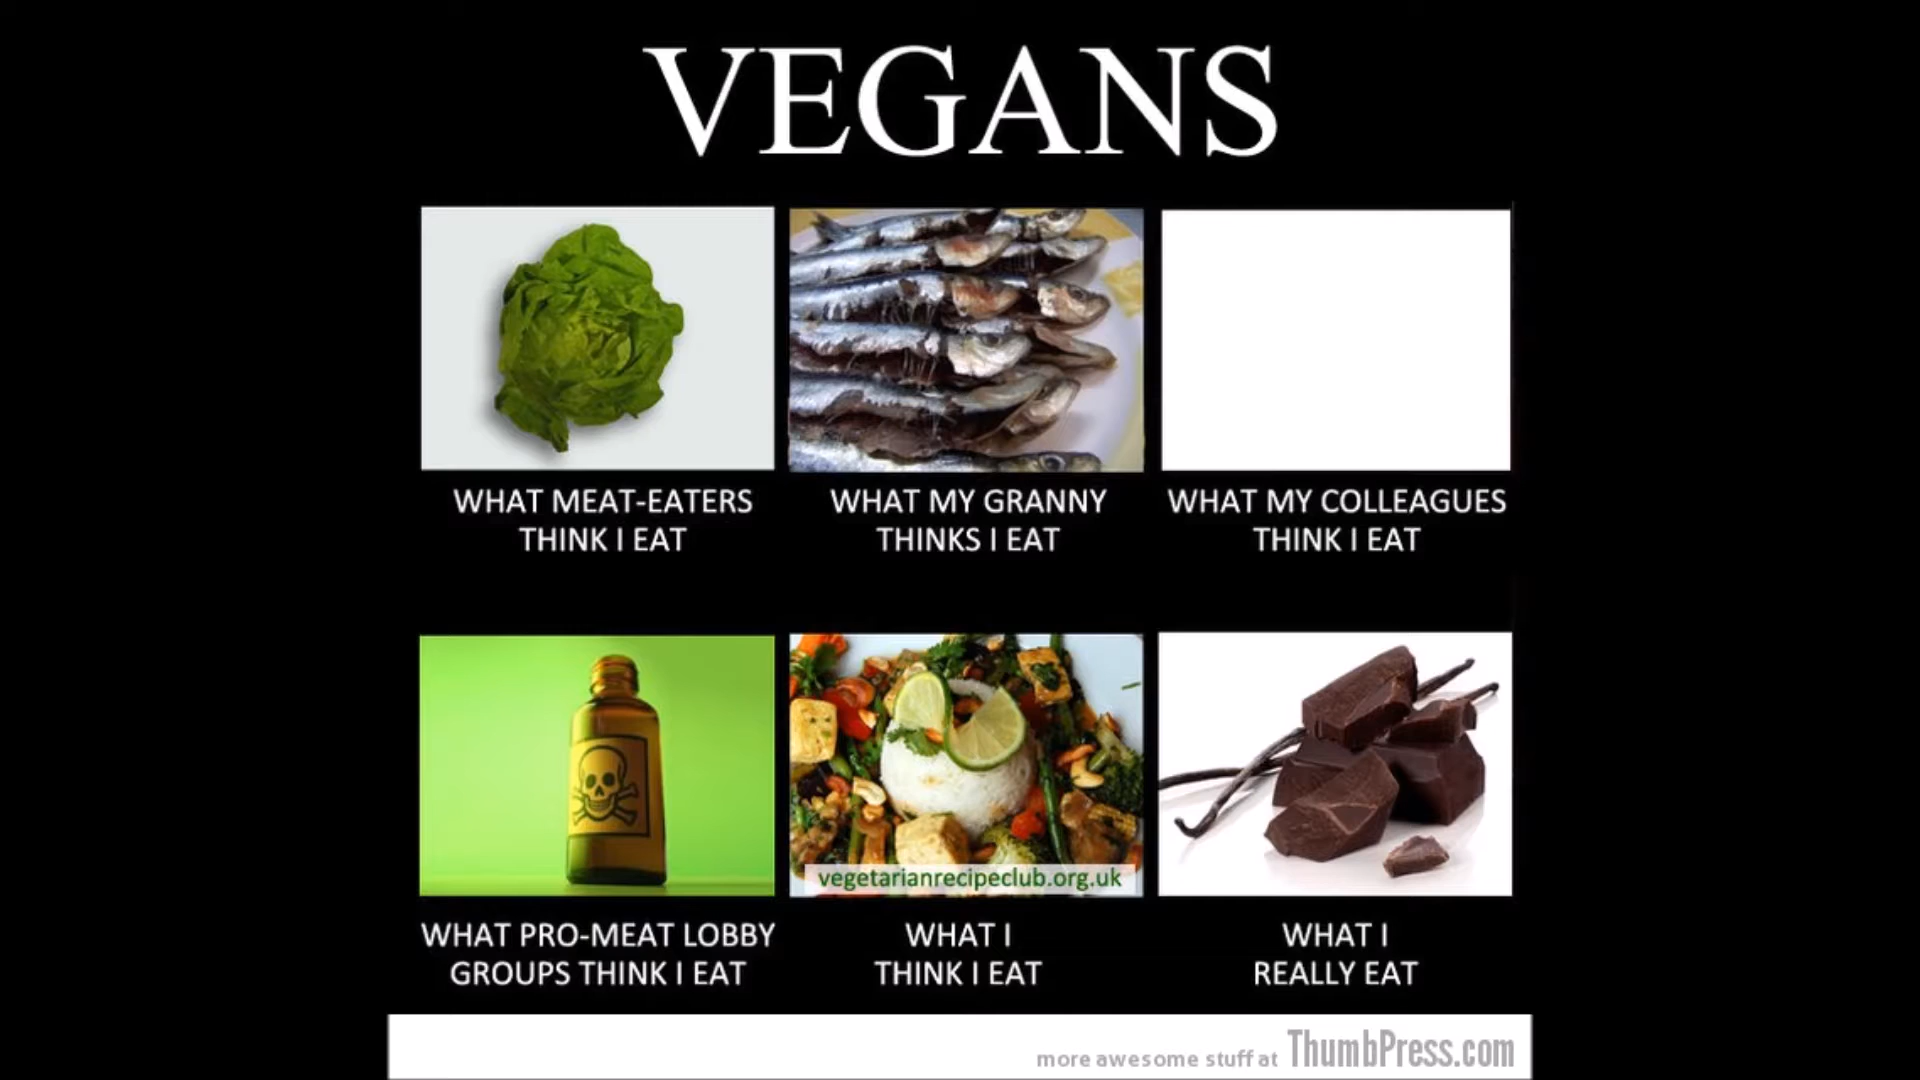 VEGANS
WHAT MEAT-EATERS
THINK I EAT
WHAT MY GRANNY
THINKS I EAT
WHAT MY COLLEAGUES
THINK I EAT
vegetarianrecipeclub.org.uk
WHAT PRO-MEAT LOBBY
GROUPS THINK I EAT
WHAT I
THINK I EAT
WHAT I
REALLY EAT
more awesome stuff at ThumbPress.com